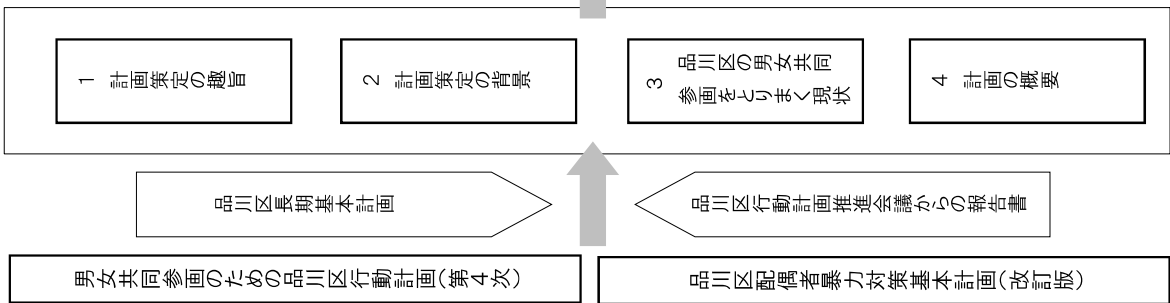 1 計画策定の趣旨
2 計画策定の背景
3 品川区の男女共同
参画をとりまく現状
4 計画の概要
品川区長期基本計画
品川区行動計画推進会議からの報告書
男女共同参画のための品川区行動計画(第4次)
品川区配偶者暴力対策基本計画(改訂版)